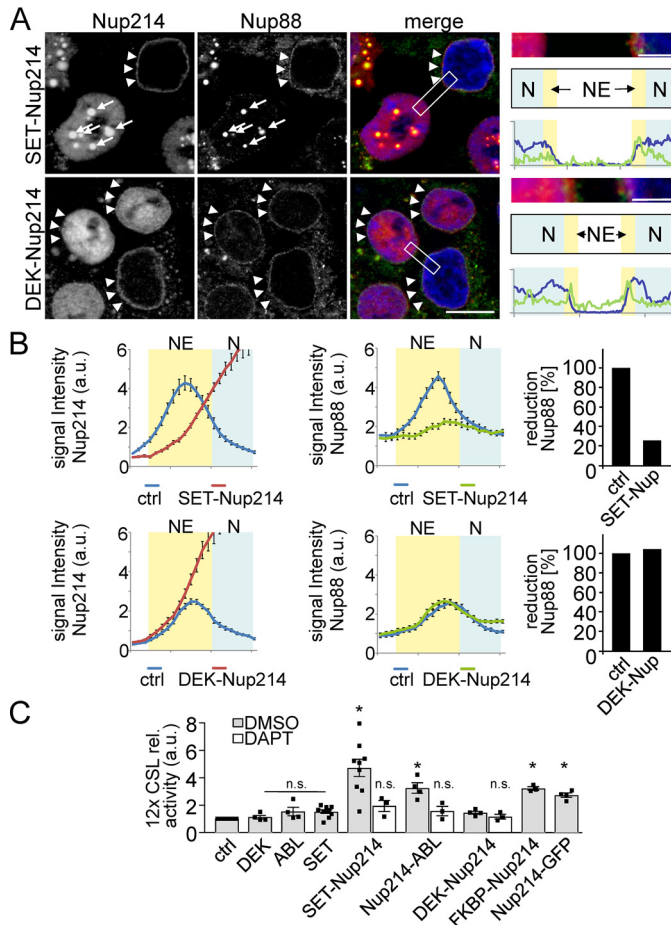 A
Nup214 Nup88 merge
SET-Nup214
N NE N
DEK-Nup214
N NE N
B
signal Intensity
Nup214 (a.u.)
6
4
2
0
NE N
ctrl SET-Nup214
signal Intensity
Nup88 (a.u.)
6
4
2
0
NE N
ctrl SET-Nup214
reduction
Nup88 [%]
100
80
60
40
20
0
ctrl
SET-Nup
signal Intensity
Nup214 (a.u.)
6
4
2
0
NE N
ctrl DEK-Nup214
signal Intensity
Nup88 (a.u.)
6
4
2
0
NE N
ctrl DEK-Nup214
reduction
Nup88 [%]
100
80
60
40
20
0
ctrl
DEK-Nup
C
12x CSL rel.
activity (a.u.)
8
6
4
2
0
DMSO
DAPT
n.s.
*
n.s.
*
n.s.
n.s.
*
*
ctrl
DEK
ABL
SET
SET-Nup214
Nup214-ABL
DEK-Nup214
FKBP-Nup214
Nup214-GFP